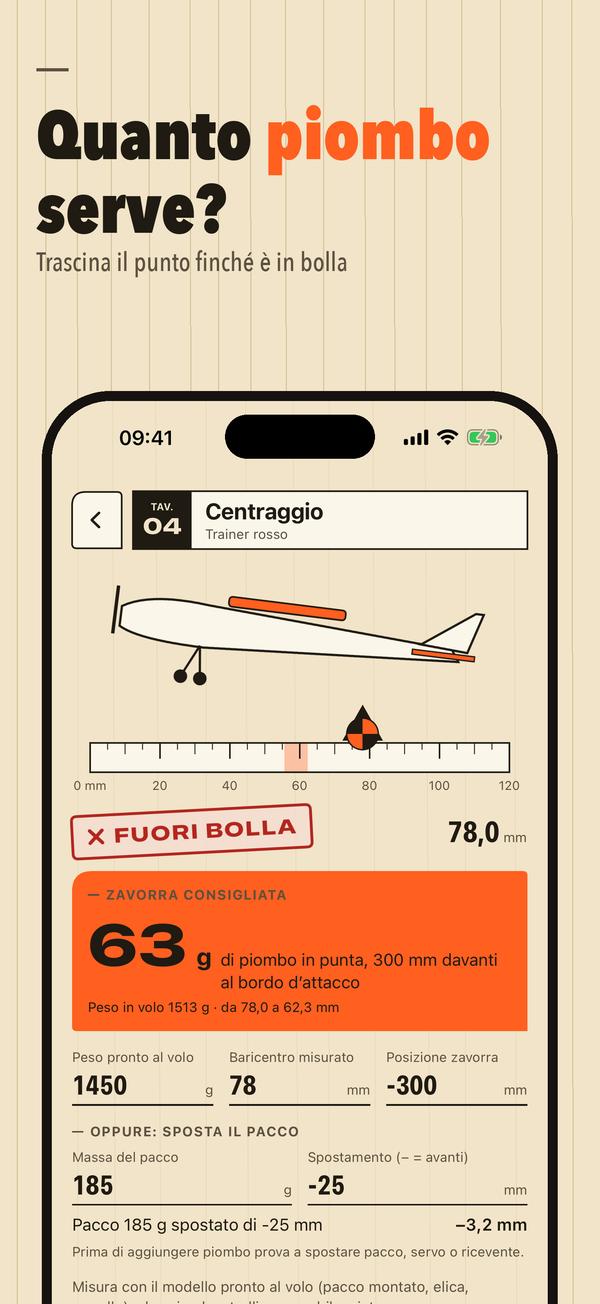 Quanto piombo
serve?
Trascina il punto finché è in bolla
09:41
TAV.
04
Centraggio
Trainer rosso
0 mm 20 40 60 80 100 120
× FUORI BOLLA
78,0 mm
— ZAVORRA CONSIGLIATA
63 g di piombo in punta, 300 mm davanti
al bordo d'attacco
Peso in volo 1513 g · da 78,0 a 62,3 mm
Peso pronto al volo Baricentro misurato Posizione zavorra
1450 g 78 mm -300 mm
— OPPURE: SPOSTA IL PACCO
Massa del pacco Spostamento (− = avanti)
185 g -25 mm
Pacco 185 g spostato di -25 mm −3,2 mm
Prima di aggiungere piombo prova a spostare pacco, servo o ricevente.
Misura con il modello pronto al volo (pacco montato, elica,